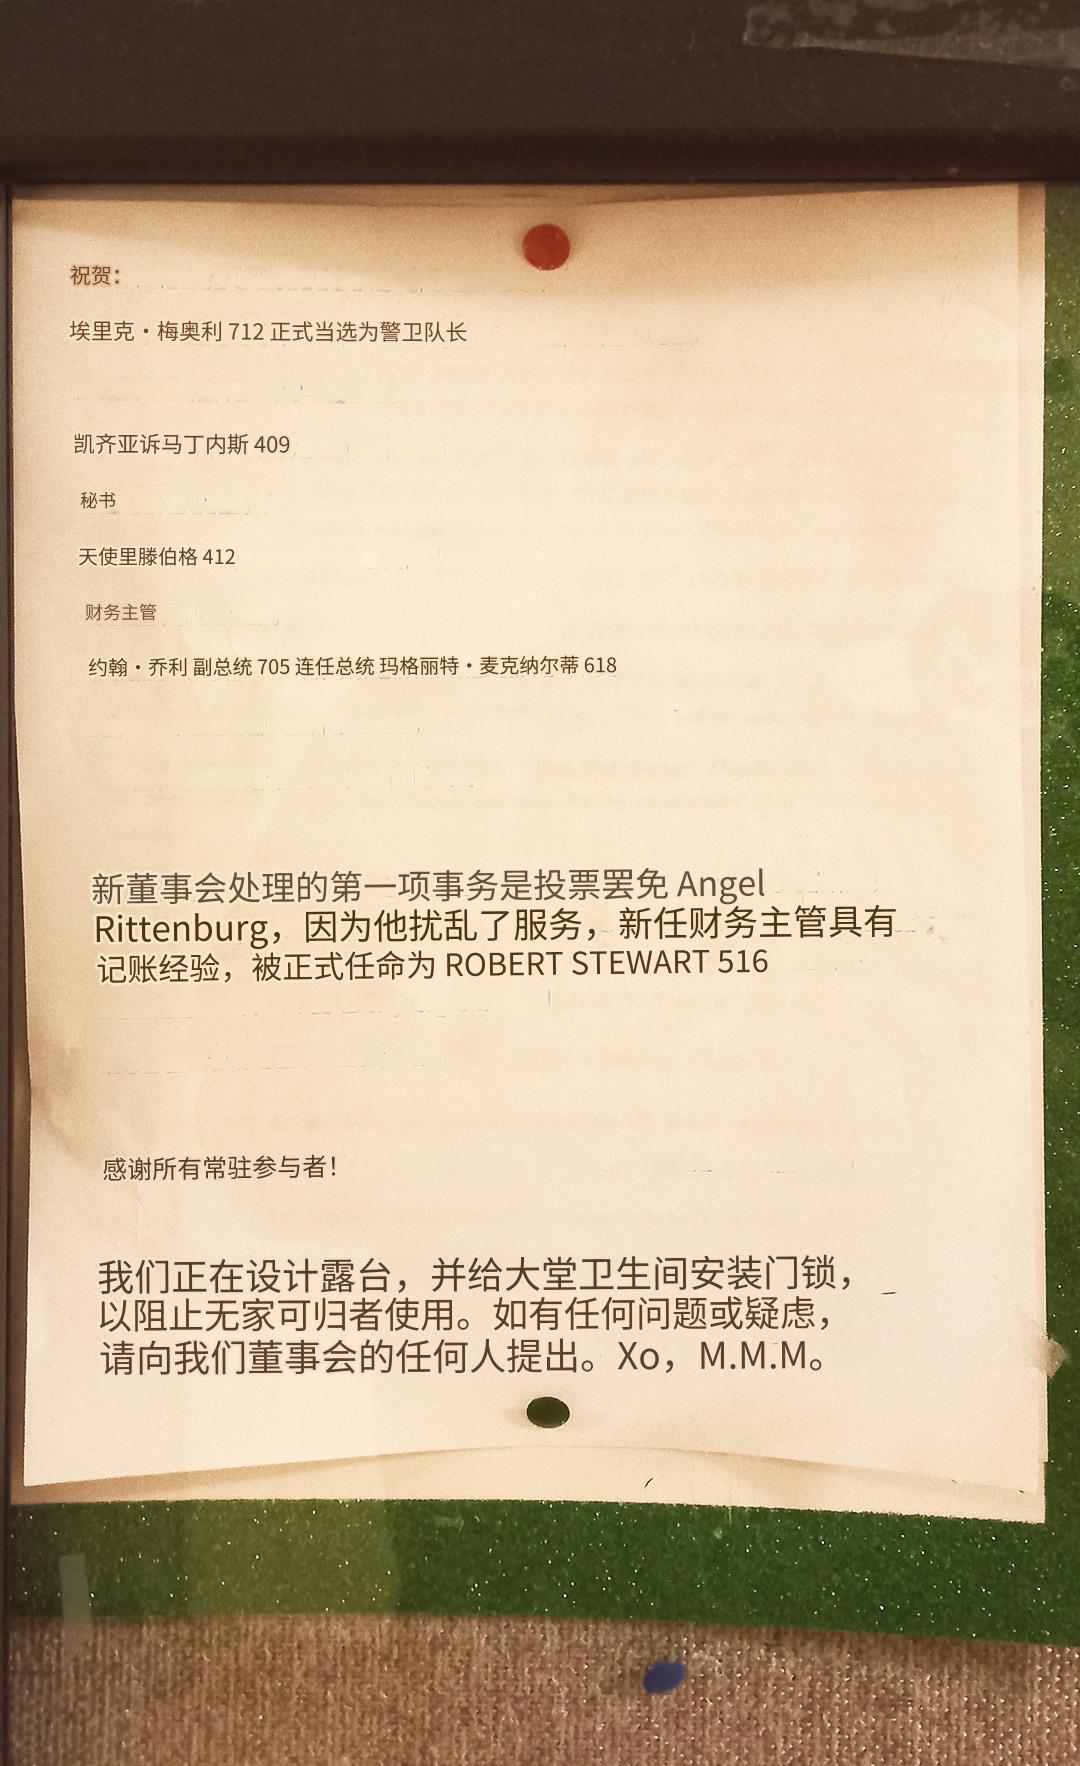 祝贺：
埃里克·梅奥利 712 正式当选为警卫队长
凯齐亚诉马丁内斯 409
秘书
天使里滕伯格 412
财务主管
约翰·乔利 副总统 705 连任总统 玛格丽特·麦克纳尔蒂 618
新董事会处理的第一项事务是投票罢免 Angel
Rittenburg，因为他扰乱了服务，新任财务主管具有
记账经验，被正式任命为 ROBERT STEWART 516
感谢所有常驻参与者！
我们正在设计露台，并给大堂卫生间安装门锁，
以阻止无家可归者使用。如有任何问题或疑虑，
请向我们董事会的任何人提出。Xo，M.M.M。